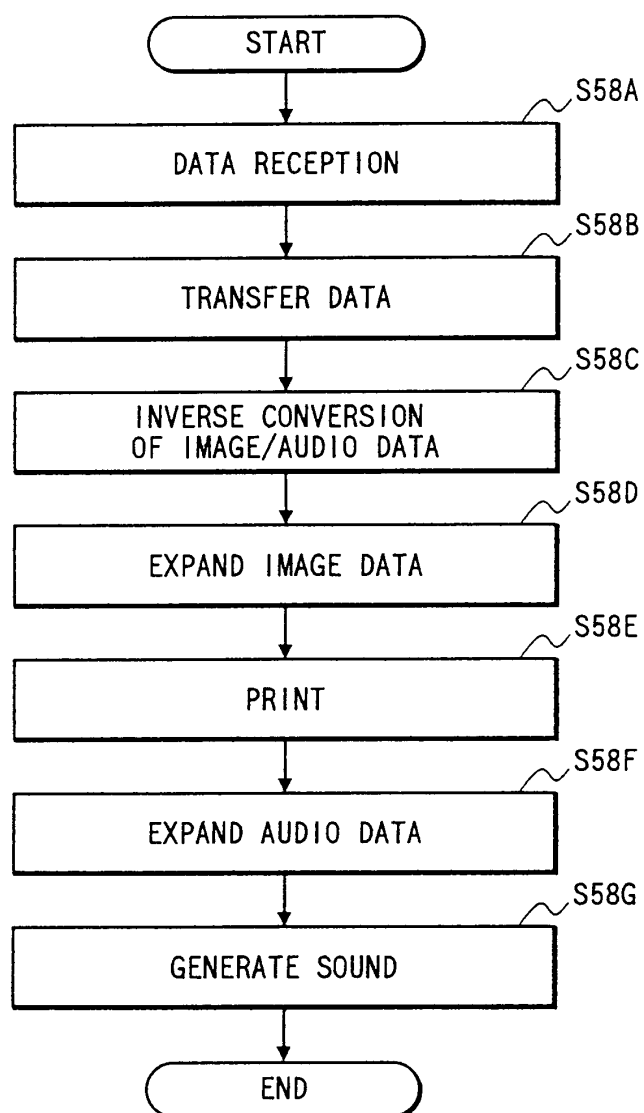 START
S58A
DATA RECEPTION
S58B
TRANSFER DATA
S58C
INVERSE CONVERSION
OF IMAGE/AUDIO DATA
S58D
EXPAND IMAGE DATA
S58E
PRINT
S58F
EXPAND AUDIO DATA
S58G
GENERATE SOUND
END